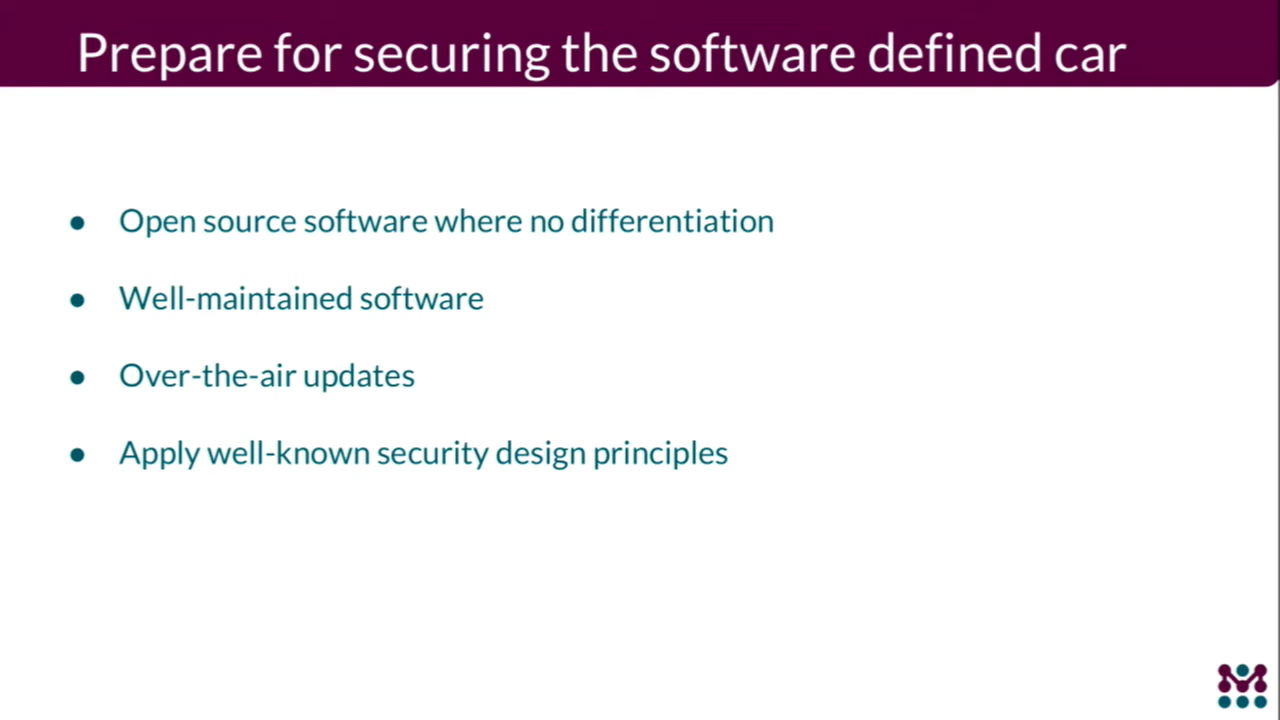 Prepare for securing the software defined car
● Open source software where no differentiation
● Well-maintained software
● Over-the-air updates
● Apply well-known security design principles